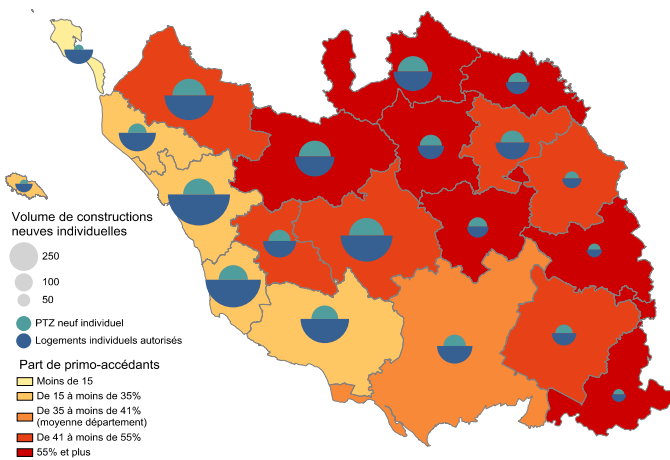 Volume de constructions
neuves individuelles
250
100
50
PTZ neuf individuel
Logements individuels autorisés
Part de primo-accédants
Moins de 15
De 15 à moins de 35%
De 35 à moins de 41%
(moyenne département)
De 41 à moins de 55%
55% et plus